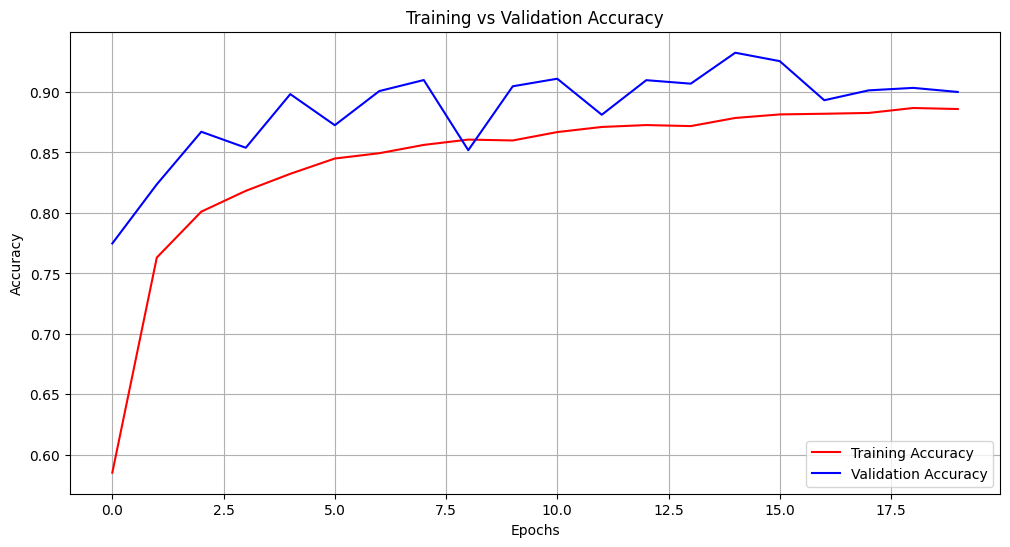 Training vs Validation Accuracy
Accuracy
0.90
0.85
0.80
0.75
0.70
0.65
0.60
Training Accuracy
Validation Accuracy
0.0 2.5 5.0 7.5 10.0 12.5 15.0 17.5
Epochs